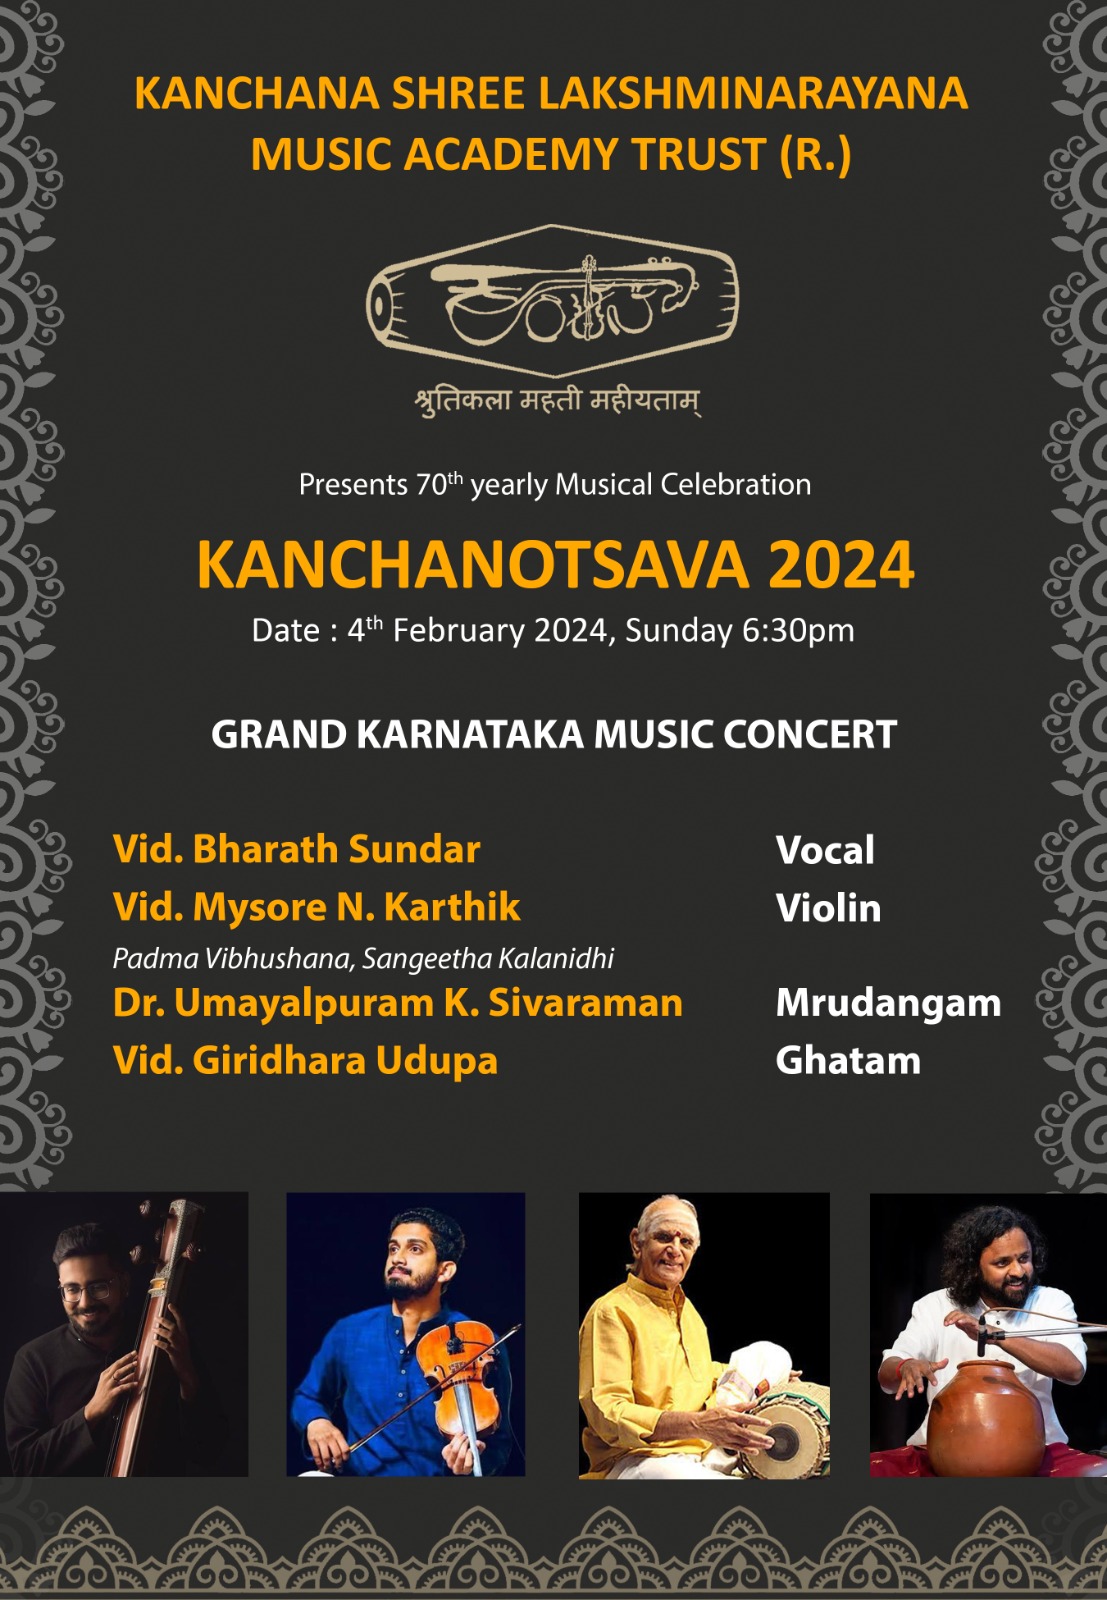 KANCHANA SHREE LAKSHMINARAYANA
MUSIC ACADEMY TRUST (R.)
श्रुतिकला महती महीयताम्
Presents 70th yearly Musical Celebration
KANCHANOTSAVA 2024
Date : 4th February 2024, Sunday 6:30pm
GRAND KARNATAKA MUSIC CONCERT
Vid. Bharath Sundar Vocal
Vid. Mysore N. Karthik Violin
Padma Vibhushana, Sangeetha Kalanidhi
Dr. Umayalpuram K. Sivaraman Mrudangam
Vid. Giridhara Udupa Ghatam